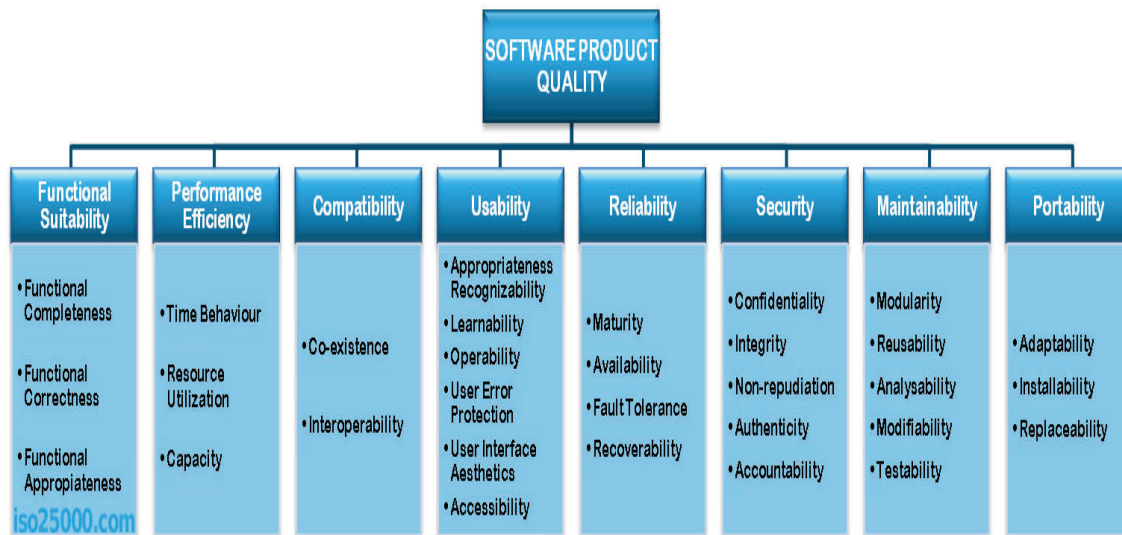 SOFTWARE PRODUCT
QUALITY
Functional
Suitability
• Functional
Completeness
• Functional
Correctness
• Functional
Appropiateness
Performance
Efficiency
• Time Behaviour
• Resource
Utilization
• Capacity
Compatibility
• Co-existence
• Interoperability
Usability
• Appropriateness
Recognizability
• Learnability
• Operability
• User Error
Protection
• User Interface
Aesthetics
• Accessibility
Reliability
• Maturity
• Availability
• Fault Tolerance
• Recoverability
Security
• Confidentiality
• Integrity
• Non-repudiation
• Authenticity
• Accountability
Maintainability
• Modularity
• Reusability
• Analysability
• Modifiability
• Testability
Portability
• Adaptability
• Installability
• Replaceability
iso25000.com